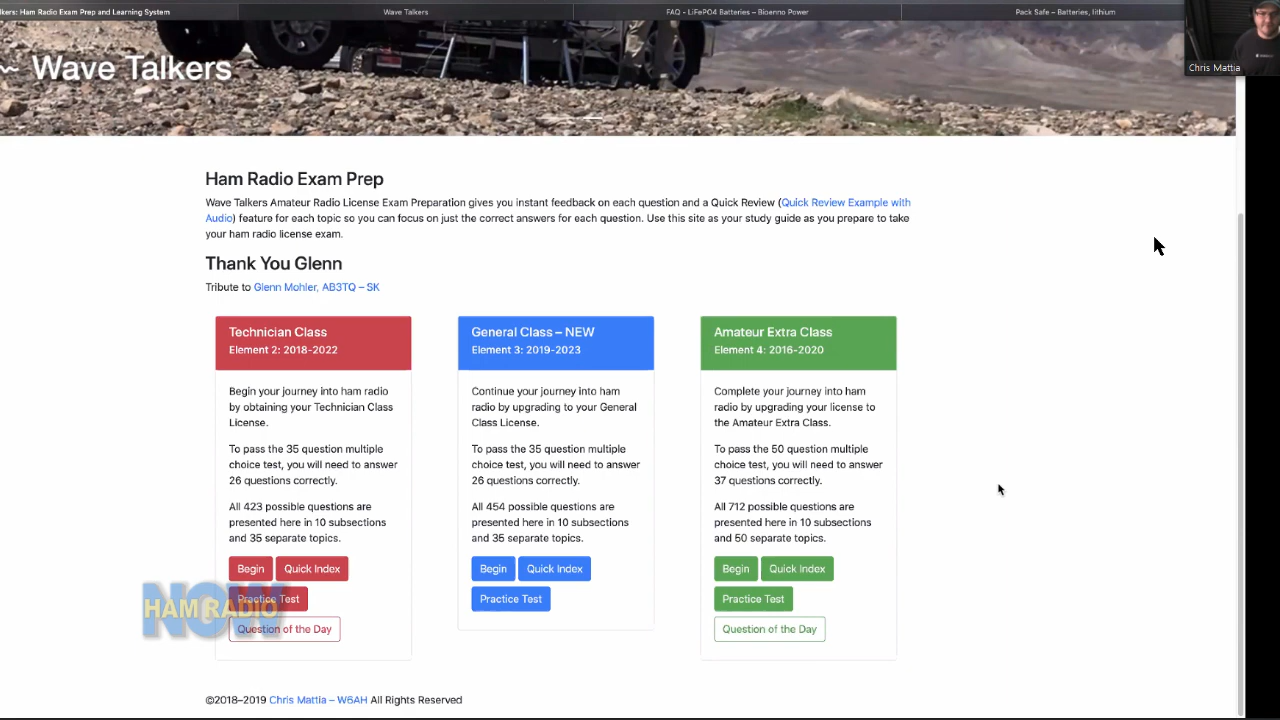 kers: Ham Radio Exam Prep and Learning System
Wave Talkers
FAQ - LiFePO4 Batteries – Bioenno Power
Pack Safe – Batteries, lithium
Chris Mattia
Wave Talkers
Ham Radio Exam Prep
Wave Talkers Amateur Radio License Exam Preparation gives you instant feedback on each question and a Quick Review (Quick Review Example with
Audio) feature for each topic so you can focus on just the correct answers for each question. Use this site as your study guide as you prepare to take
your ham radio license exam.
Thank You Glenn
Tribute to Glenn Mohler, AB3TQ – SK
Technician Class
Element 2: 2018-2022
Begin your journey into ham radio
by obtaining your Technician Class
License.
To pass the 35 question multiple
choice test, you will need to answer
26 questions correctly.
All 423 possible questions are
presented here in 10 subsections
and 35 separate topics.
Begin Quick Index
Practice Test
Question of the Day
General Class – NEW
Element 3: 2019-2023
Continue your journey into ham
radio by upgrading to your General
Class License.
To pass the 35 question multiple
choice test, you will need to answer
26 questions correctly.
All 454 possible questions are
presented here in 10 subsections
and 35 separate topics.
Begin Quick Index
Practice Test
Amateur Extra Class
Element 4: 2016-2020
Complete your journey into ham
radio by upgrading your license to
the Amateur Extra Class.
To pass the 50 question multiple
choice test, you will need to answer
37 questions correctly.
All 712 possible questions are
presented here in 10 subsections
and 50 separate topics.
Begin Quick Index
Practice Test
Question of the Day
HAM RADIO
NOW
©2018–2019 Chris Mattia – W6AH All Rights Reserved